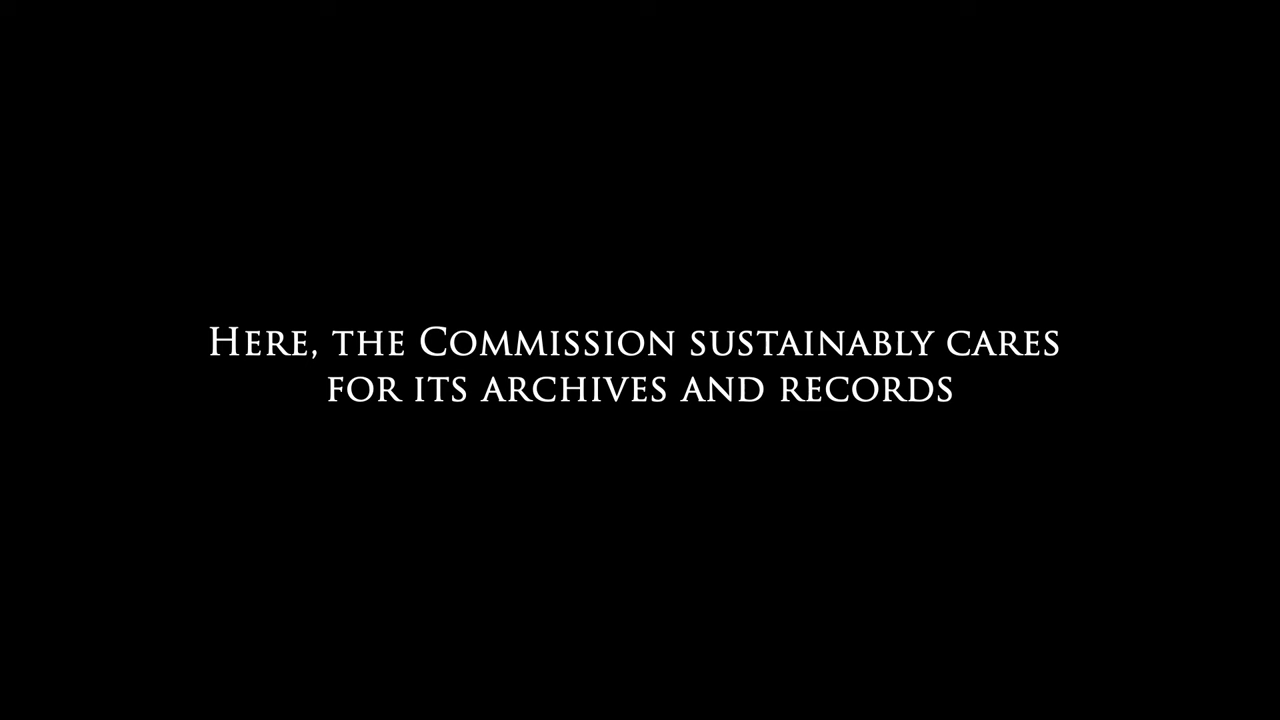 Here, the Commission sustainably cares
for its archives and records